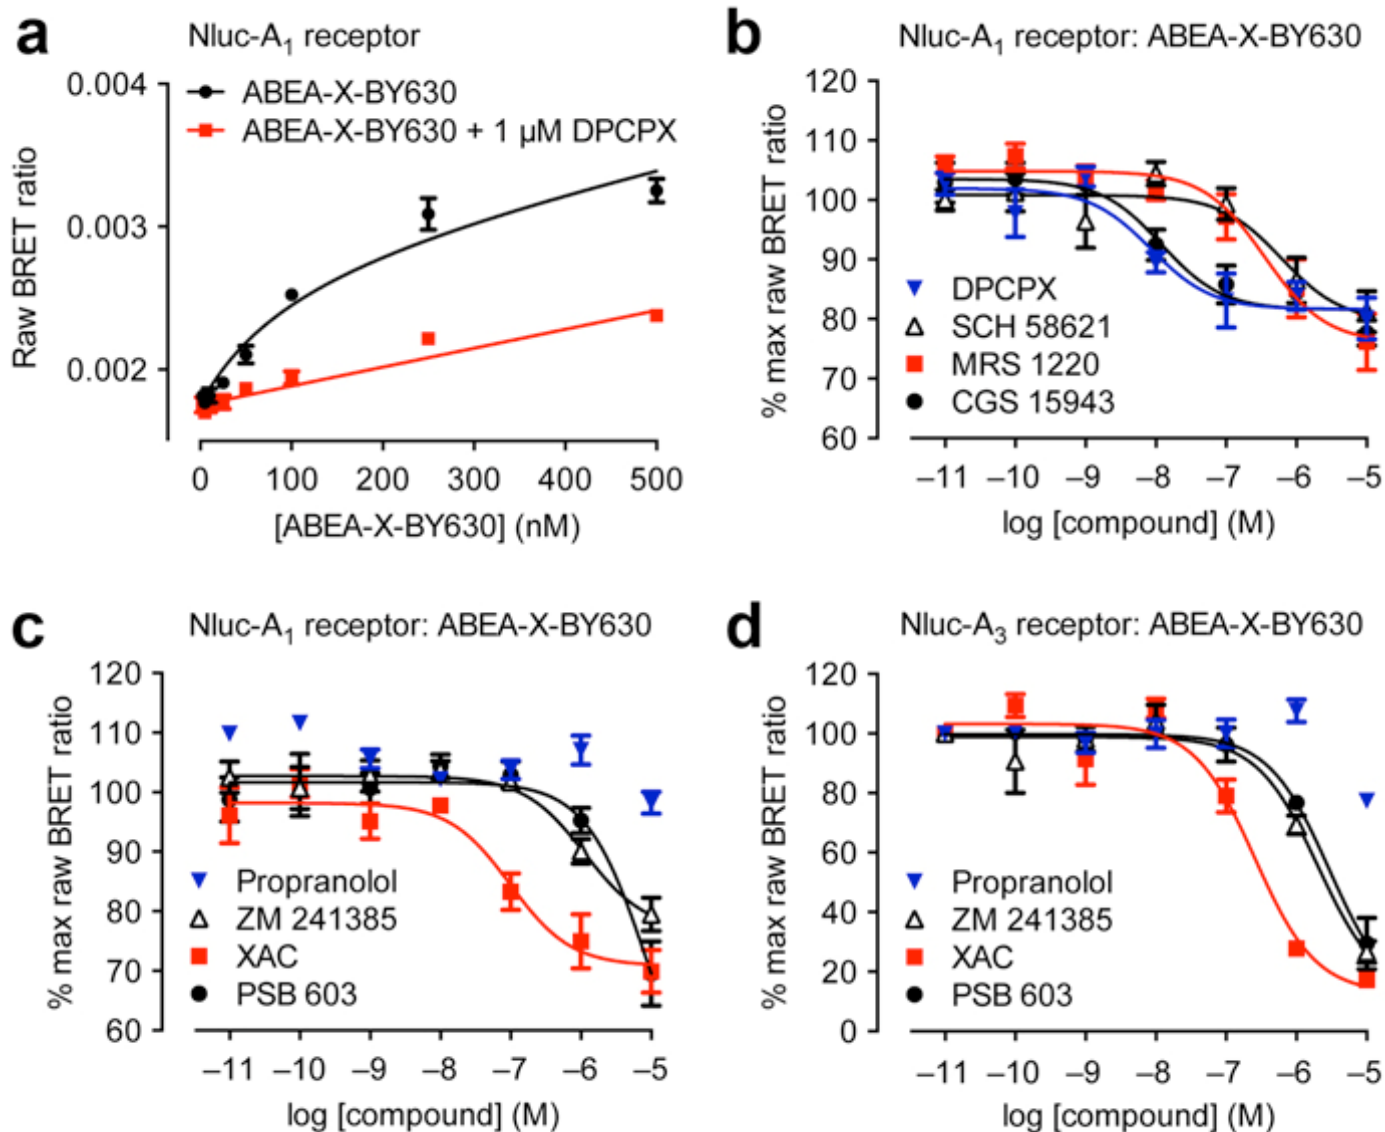 a
Nluc-A₁ receptor
ABEA-X-BY630
ABEA-X-BY630 + 1 µM DPCPX
Raw BRET ratio
0.004
0.003
0.002
0 100 200 300 400 500
[ABEA-X-BY630] (nM)
b
Nluc-A₁ receptor: ABEA-X-BY630
% max raw BRET ratio
120
110
100
90
80
70
60
DPCPX
SCH 58621
MRS 1220
CGS 15943
–11 –10 –9 –8 –7 –6 –5
log [compound] (M)
c
Nluc-A₁ receptor: ABEA-X-BY630
% max raw BRET ratio
120
110
100
90
80
70
60
Propranolol
ZM 241385
XAC
PSB 603
–11 –10 –9 –8 –7 –6 –5
log [compound] (M)
d
Nluc-A₃ receptor: ABEA-X-BY630
% max raw BRET ratio
120
100
80
60
40
20
0
Propranolol
ZM 241385
XAC
PSB 603
–11 –10 –9 –8 –7 –6 –5
log [compound] (M)